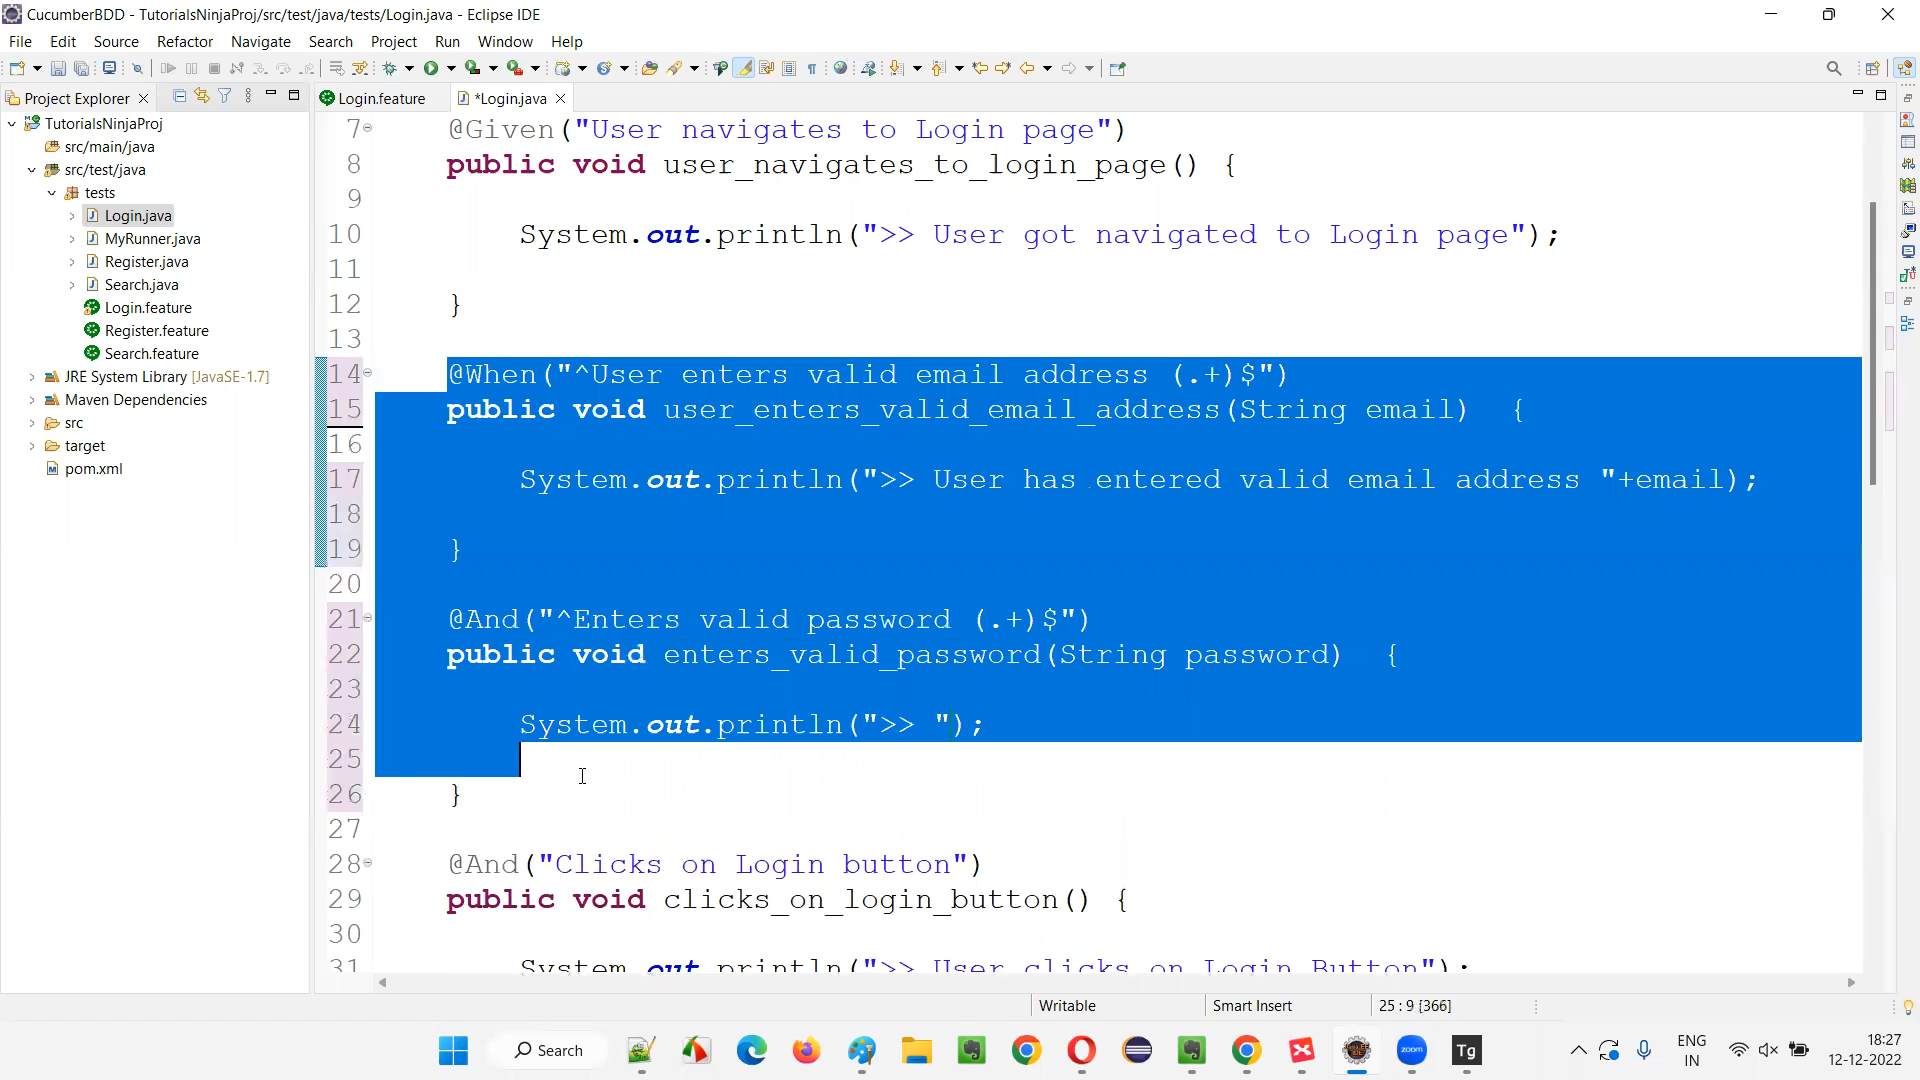 CucumberBDD - TutorialsNinjaProj/src/test/java/tests/Login.java - Eclipse IDE
File Edit Source Refactor Navigate Search Project Run Window Help
Project Explorer
Login.feature
*Login.java
TutorialsNinjaProj
src/main/java
src/test/java
tests
Login.java
MyRunner.java
Register.java
Search.java
Login.feature
Register.feature
Search.feature
JRE System Library [JavaSE-1.7]
Maven Dependencies
src
target
pom.xml
7 @Given("User navigates to Login page")
8 public void user_navigates_to_login_page() {
9
10 System.out.println(">> User got navigated to Login page");
11
12 }
13
14 @When("^User enters valid email address (.+)$")
15 public void user_enters_valid_email_address(String email) {
16
17 System.out.println(">> User has entered valid email address "+email);
18
19 }
20
21 @And("^Enters valid password (.+)$")
22 public void enters_valid_password(String password) {
23
24 System.out.println(">> ");
25
26 }
27
28 @And("Clicks on Login button")
29 public void clicks_on_login_button() {
30
31 System.out.println(">> User clicks on Login Button");
Writable Smart Insert 25 : 9 [366]
Search
zoom
Tg
ENG
IN
18:27
12-12-2022